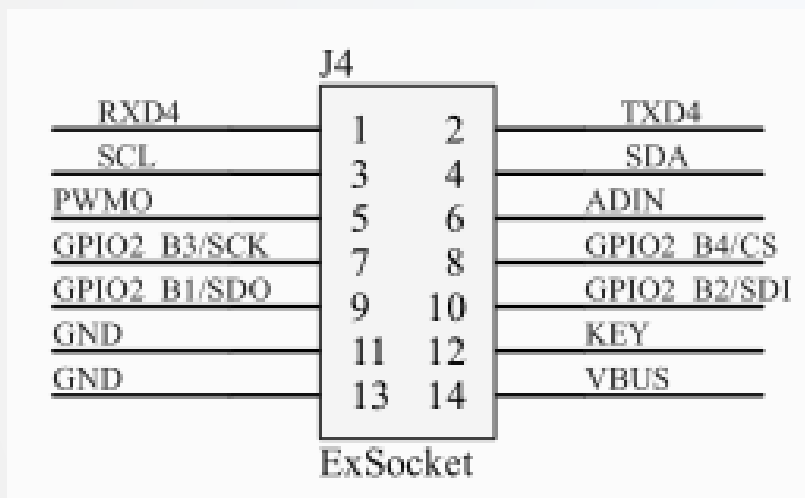 J4
RXD4 1 2 TXD4
SCL 3 4 SDA
PWMO 5 6 ADIN
GPIO2_B3/SCK 7 8 GPIO2_B4/CS
GPIO2_B1/SDO 9 10 GPIO2_B2/SDI
GND 11 12 KEY
GND 13 14 VBUS
ExSocket